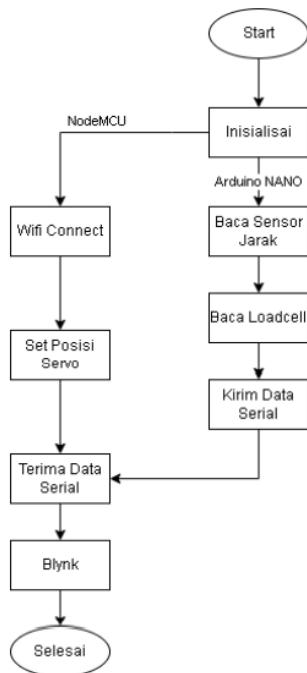 Start
NodeMCU
Inisialisai
Arduino NANO
Wifi Connect
Baca Sensor
Jarak
Baca Loadcell
Set Posisi
Servo
Kirim Data
Serial
Terima Data
Serial
Blynk
Selesai